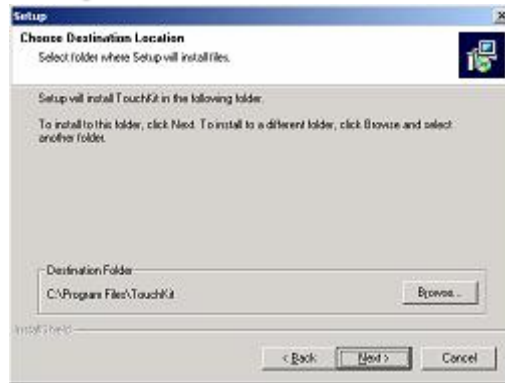 Setup
Choose Destination Location
Select folder where Setup will install files.
Setup will install TouchKit in the following folder.
To install to this folder, click Next. To install to a different folder, click Browse and select
another folder.
Destination Folder
C:\Program Files\TouchKit
Browse...
InstallShield
< Back
Next >
Cancel